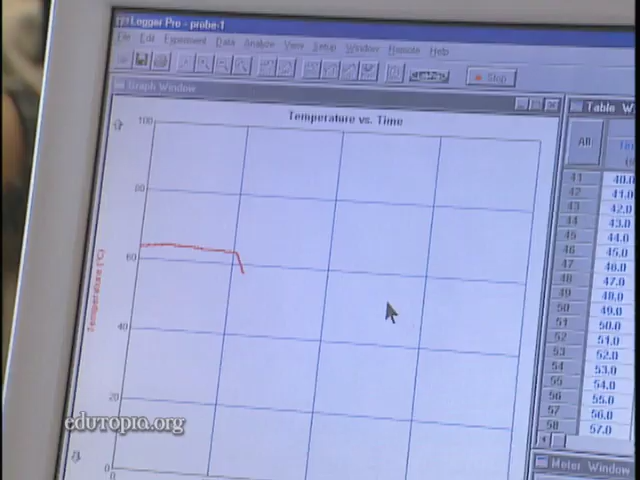 Logger Pro - probe-1
File Edit Experiment Data Analyze View Setup Window Remote Help
Stop
Graph Window
Temperature vs. Time
Table W
All
100
80
60
40
20
0
0
Temperature (°C)
41 40.0
42 41.0
43 42.0
44 43.0
45 44.0
46 45.0
47 46.0
48 47.0
49 48.0
50 49.0
51 50.0
52 51.0
53 52.0
54 53.0
55 54.0
56 55.0
57 56.0
58 57.0
Meter Window
edutopia.org